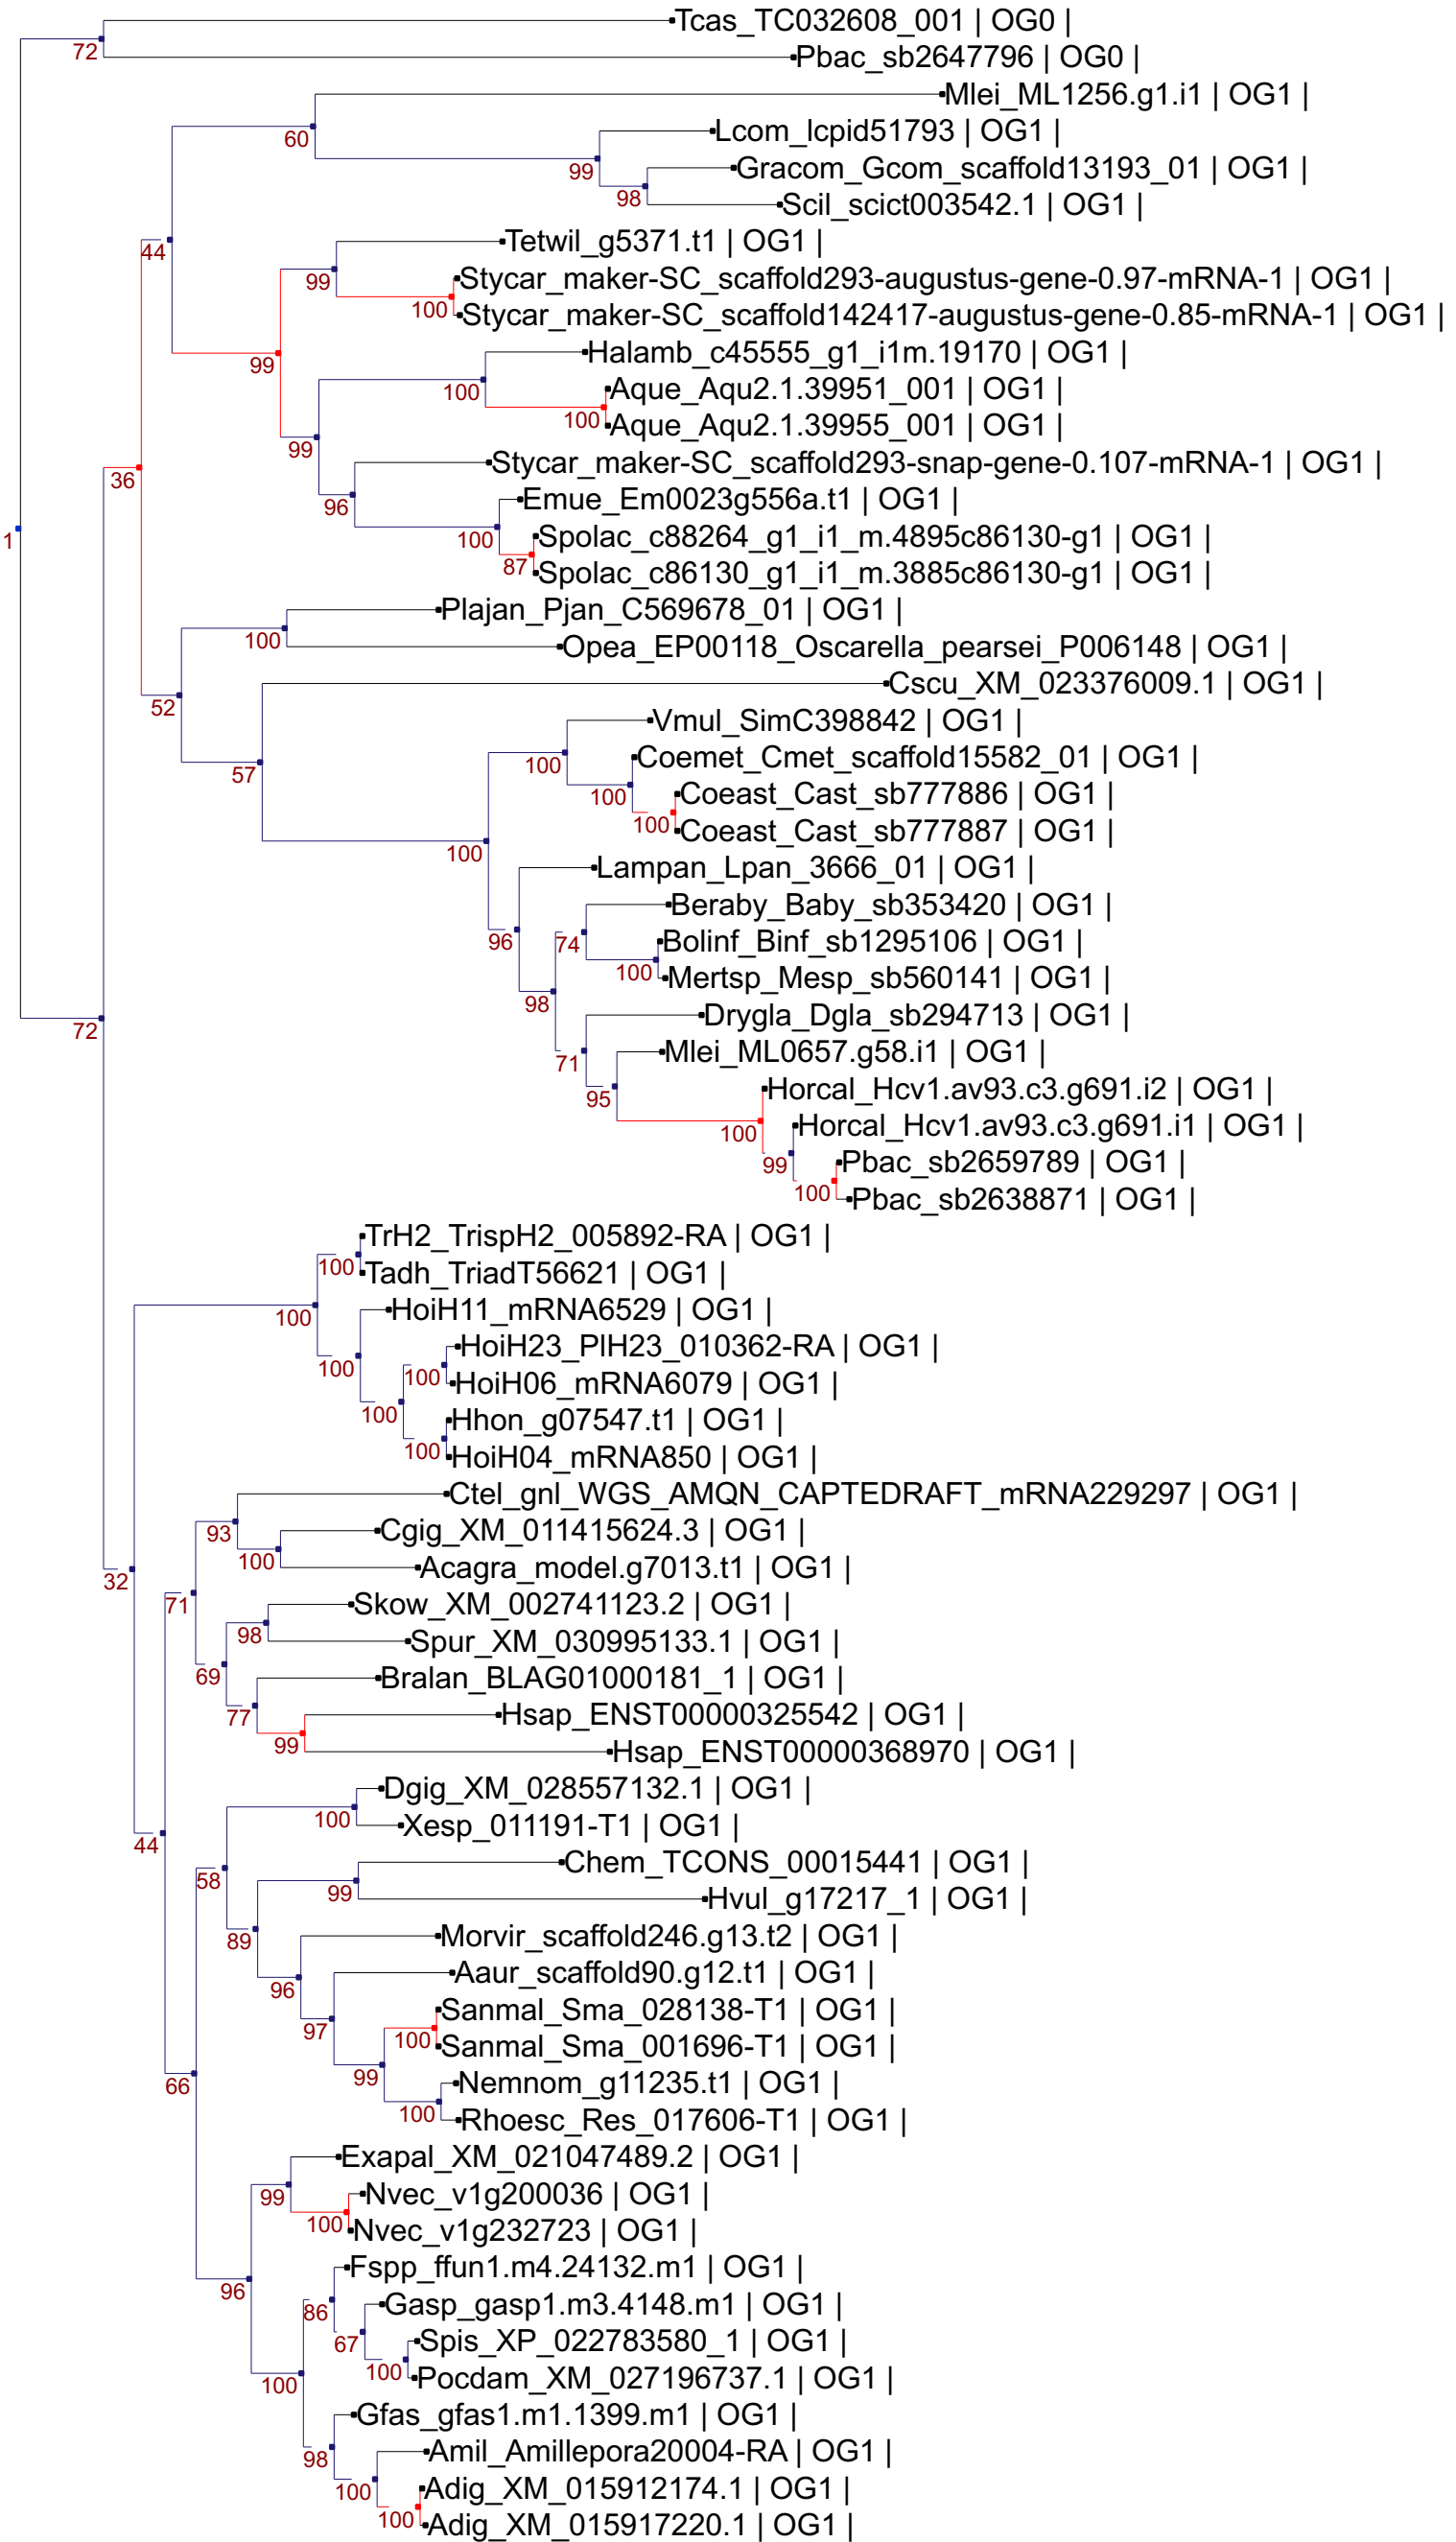 Tcas_TC032608_001 | OG0 |
72
Pbac_sb2647796 | OG0 |
Mlei_ML1256.g1.i1 | OG1 |
60
Lcom_lcpid51793 | OG1 |
99
Gracom_Gcom_scaffold13193_01 | OG1 |
98
Scil_scict003542.1 | OG1 |
44
Tetwil_g5371.t1 | OG1 |
99
Stycar_maker-SC_scaffold293-augustus-gene-0.97-mRNA-1 | OG1 |
100
Stycar_maker-SC_scaffold142417-augustus-gene-0.85-mRNA-1 | OG1 |
99
Halamb_c45555_g1_i1m.19170 | OG1 |
100
Aque_Aqu2.1.39951_001 | OG1 |
100
Aque_Aqu2.1.39955_001 | OG1 |
99
Stycar_maker-SC_scaffold293-snap-gene-0.107-mRNA-1 | OG1 |
36
96
Emue_Em0023g556a.t1 | OG1 |
100
Spolac_c88264_g1_i1_m.4895c86130-g1 | OG1 |
1
87
Spolac_c86130_g1_i1_m.3885c86130-g1 | OG1 |
Plajan_Pjan_C569678_01 | OG1 |
100
Opea_EP00118_Oscarella_pearsei_P006148 | OG1 |
Cscu_XM_023376009.1 | OG1 |
52
Vmul_SimC398842 | OG1 |
100
Coemet_Cmet_scaffold15582_01 | OG1 |
57
100
Coeast_Cast_sb777886 | OG1 |
100
Coeast_Cast_sb777887 | OG1 |
100
Lampan_Lpan_3666_01 | OG1 |
Beraby_Baby_sb353420 | OG1 |
96
74
Bolinf_Binf_sb1295106 | OG1 |
100
Mertsp_Mesp_sb560141 | OG1 |
98
Drygla_Dgla_sb294713 | OG1 |
72
Mlei_ML0657.g58.i1 | OG1 |
71
Horcal_Hcv1.av93.c3.g691.i2 | OG1 |
95
100
Horcal_Hcv1.av93.c3.g691.i1 | OG1 |
99
Pbac_sb2659789 | OG1 |
100
Pbac_sb2638871 | OG1 |
TrH2_TrispH2_005892-RA | OG1 |
100
Tadh_TriadT56621 | OG1 |
100
HoiH11_mRNA6529 | OG1 |
100
HoiH23_PlH23_010362-RA | OG1 |
100
HoiH06_mRNA6079 | OG1 |
100
Hhon_g07547.t1 | OG1 |
100
HoiH04_mRNA850 | OG1 |
Ctel_gnl_WGS_AMQN_CAPTEDRAFT_mRNA229297 | OG1 |
93
Cgig_XM_011415624.3 | OG1 |
100
Acagra_model.g7013.t1 | OG1 |
32
71
Skow_XM_002741123.2 | OG1 |
98
Spur_XM_030995133.1 | OG1 |
69
Bralan_BLAG01000181_1 | OG1 |
77
Hsap_ENST00000325542 | OG1 |
99
Hsap_ENST00000368970 | OG1 |
Dgig_XM_028557132.1 | OG1 |
100
Xesp_011191-T1 | OG1 |
44
Chem_TCONS_00015441 | OG1 |
58
99
Hvul_g17217_1 | OG1 |
89
Morvir_scaffold246.g13.t2 | OG1 |
96
Aaur_scaffold90.g12.t1 | OG1 |
Sanmal_Sma_028138-T1 | OG1 |
97
100
Sanmal_Sma_001696-T1 | OG1 |
99
Nemnom_g11235.t1 | OG1 |
66
100
Rhoesc_Res_017606-T1 | OG1 |
Exapal_XM_021047489.2 | OG1 |
99
Nvec_v1g200036 | OG1 |
100
Nvec_v1g232723 | OG1 |
Fspp_ffun1.m4.24132.m1 | OG1 |
96
86
Gasp_gasp1.m3.4148.m1 | OG1 |
67
Spis_XP_022783580_1 | OG1 |
100
Pocdam_XM_027196737.1 | OG1 |
100
Gfas_gfas1.m1.1399.m1 | OG1 |
98
Amil_Amillepora20004-RA | OG1 |
100
Adig_XM_015912174.1 | OG1 |
100
Adig_XM_015917220.1 | OG1 |